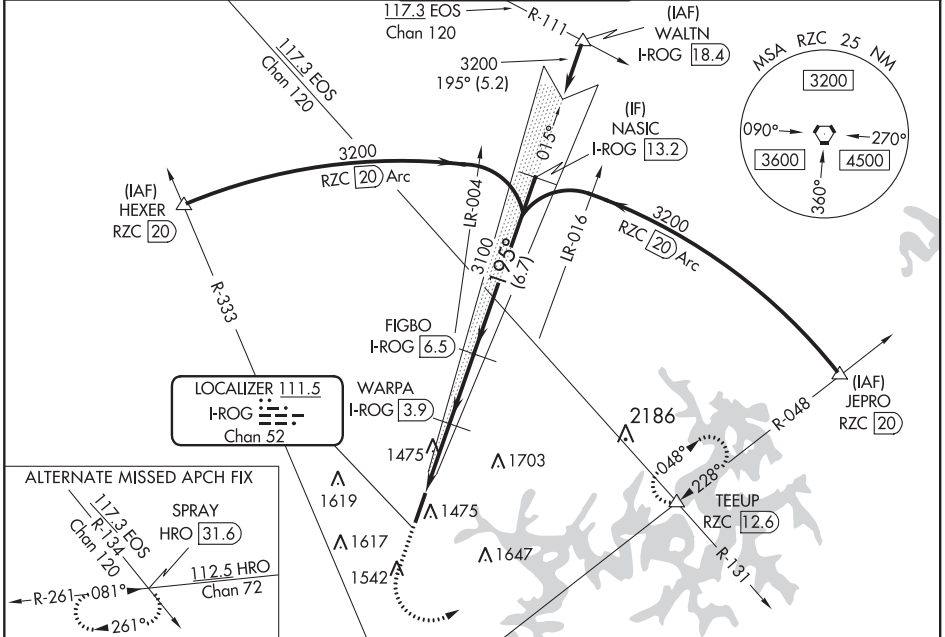 117.3 EOS
Chan 120
R-111
(IAF)
WALTN
I-ROG 18.4
117.3 EOS
Chan 120
3200
195° (5.2)
MSA RZC 25 NM
3200
090°
270°
3600
4500
360°
(IF)
NASIC
I-ROG 13.2
015°
3200
RZC 20 Arc
LR-004
(IAF)
HEXER
RZC 20
3100
195°
(6.7)
LR-016
3200
RZC 20 Arc
R-333
FIGBO
I-ROG 6.5
(IAF)
JEPRO
RZC 20
R-048
LOCALIZER 111.5
I-ROG
Chan 52
WARPA
I-ROG 3.9
2186
048°
228°
1475
1703
TEEUP
RZC 12.6
1619
1475
1617
1647
1542
R-131
ALTERNATE MISSED APCH FIX
117.3 EOS
R-134
Chan 120
SPRAY
HRO 31.6
112.5 HRO
Chan 72
R-261
081°
261°